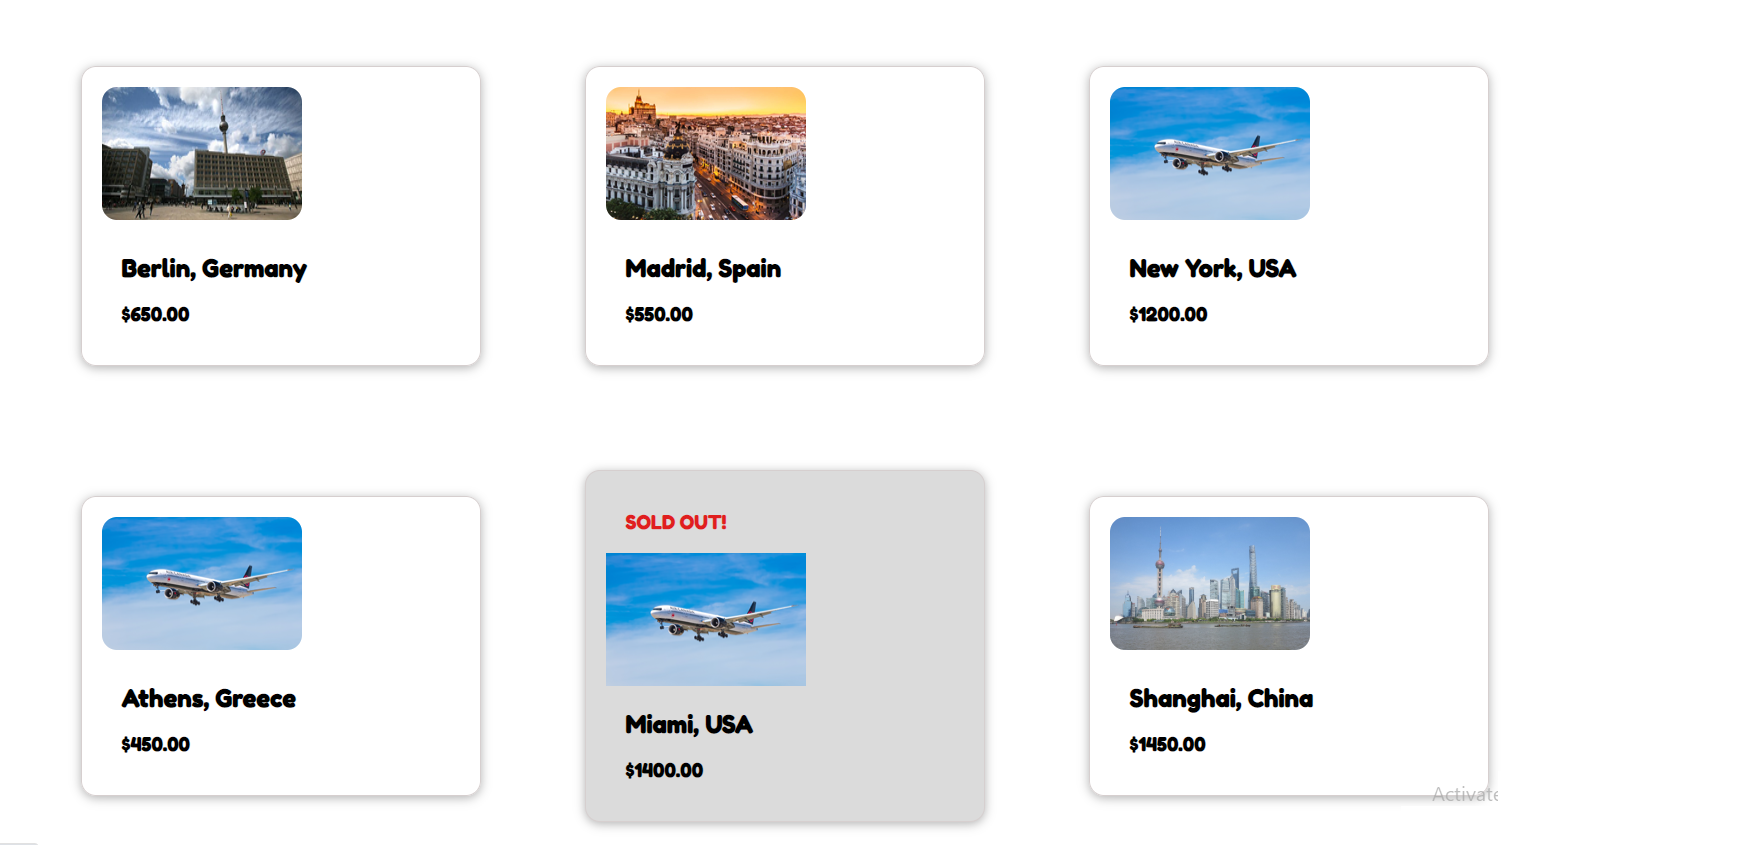 Berlin, Germany
$650.00
Madrid, Spain
$550.00
New York, USA
$1200.00
Athens, Greece
$450.00
SOLD OUT!
Miami, USA
$1400.00
Shanghai, China
$1450.00
Activate